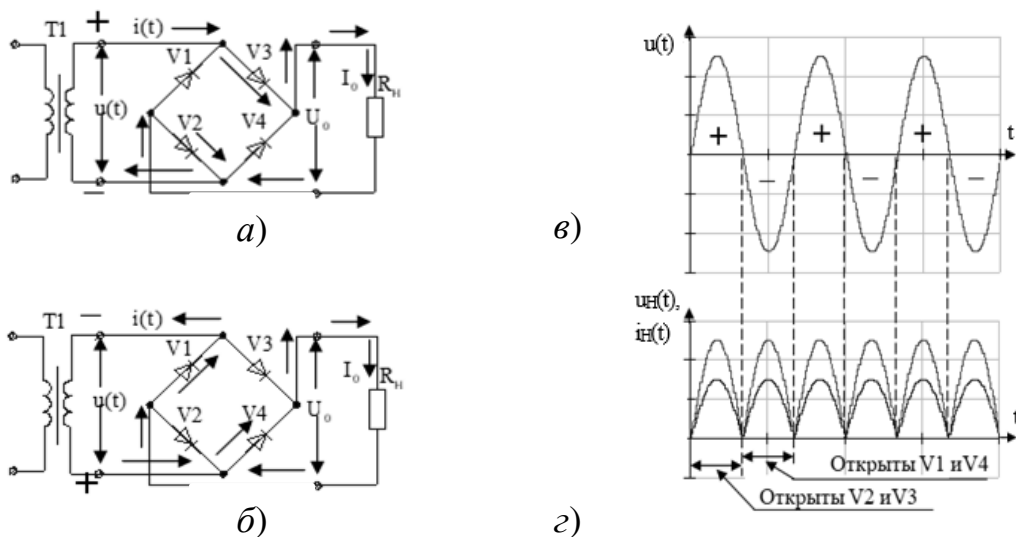 T1 + i(t)
V1 V3
u(t)
V2 V4
I₀ Rн
U₀
−
а)
T1 − i(t)
V1 V3
u(t)
V2 V4
I₀ Rн
U₀
+
б)
u(t)
+ + +
t
− − −
в)
uн(t),
iн(t)
t
Открыты V1 иV4
Открыты V2 иV3
г)